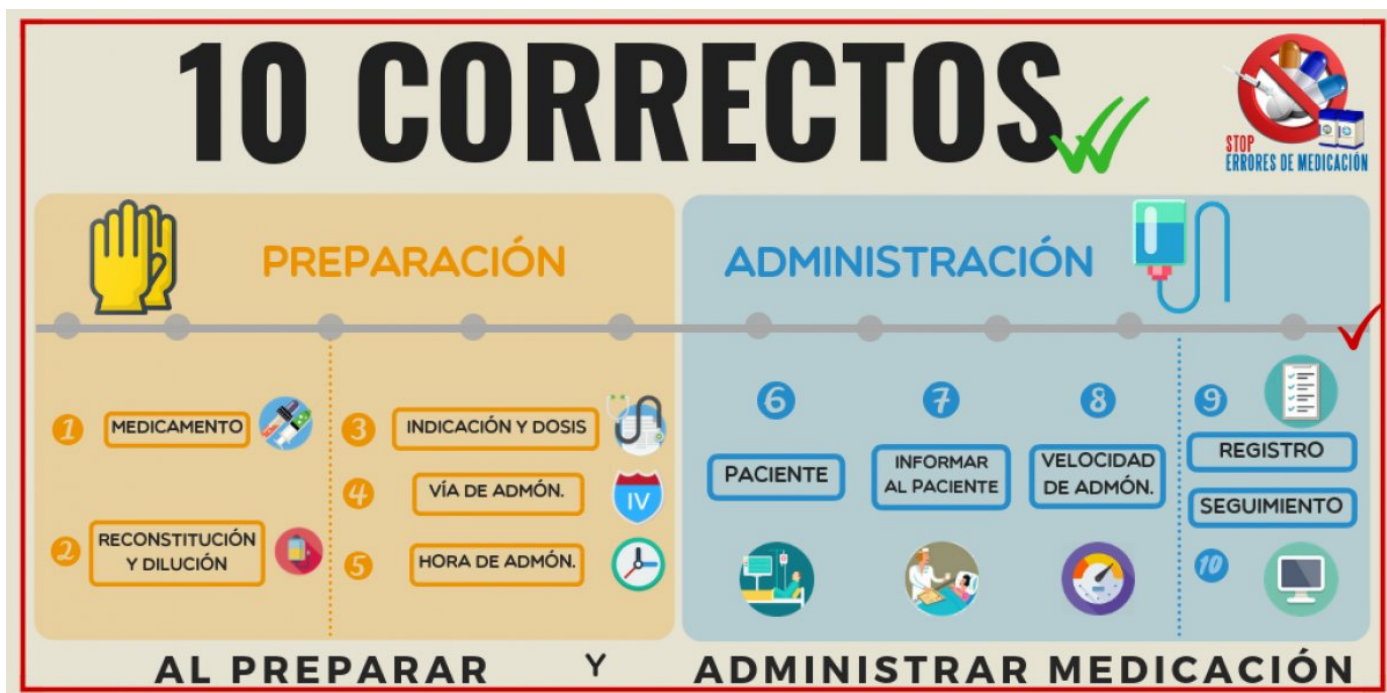 10 CORRECTOS
STOP
ERRORES DE MEDICACIÓN
PREPARACIÓN
1 MEDICAMENTO
2 RECONSTITUCIÓN
Y DILUCIÓN
3 INDICACIÓN Y DOSIS
4 VÍA DE ADMÓN.
IV
5 HORA DE ADMÓN.
ADMINISTRACIÓN
6
PACIENTE
7
INFORMAR
AL PACIENTE
8
VELOCIDAD
DE ADMÓN.
9
REGISTRO
SEGUIMIENTO
10
AL PREPARAR Y ADMINISTRAR MEDICACIÓN